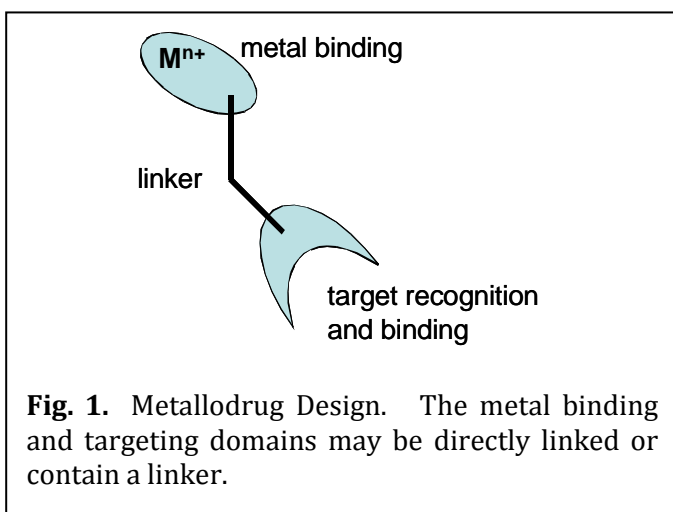 Mn+ metal binding
linker
target recognition
and binding
Fig. 1. Metallodrug Design. The metal binding
and targeting domains may be directly linked or
contain a linker.